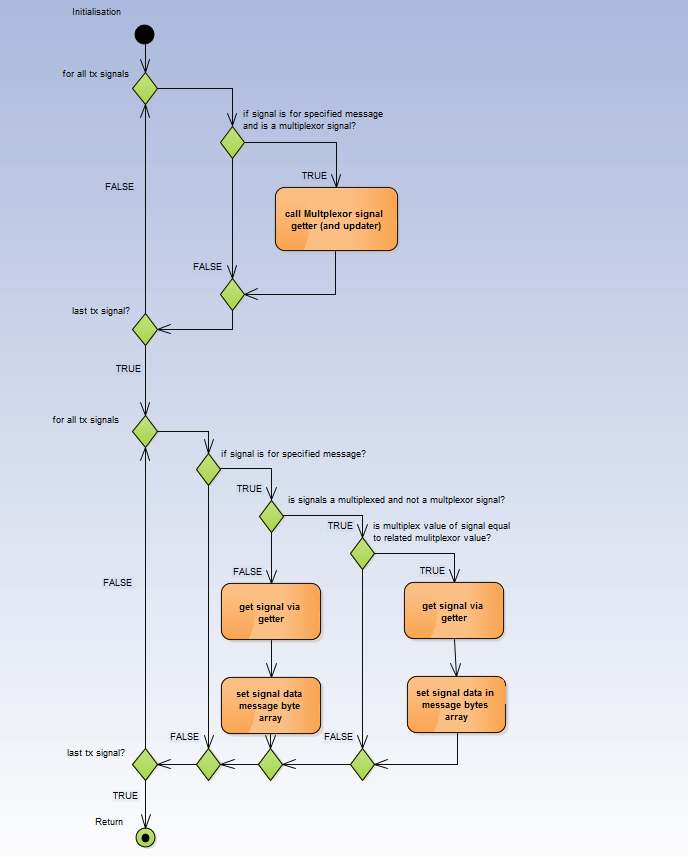 Initialisation
for all tx signals
if signal is for specified message
and is a multiplexor signal?
TRUE
FALSE
call Multplexor signal
getter (and updater)
FALSE
last tx signal?
TRUE
for all tx signals
if signal is for specified message?
TRUE
is signals a multiplexed and not a multplexor signal?
TRUE
is multiplex value of signal equal
to related mulitplexor value?
FALSE
TRUE
FALSE
get signal via
getter
get signal via
getter
set signal data
message byte
array
set signal data in
message bytes
array
FALSE
FALSE
last tx signal?
TRUE
Return